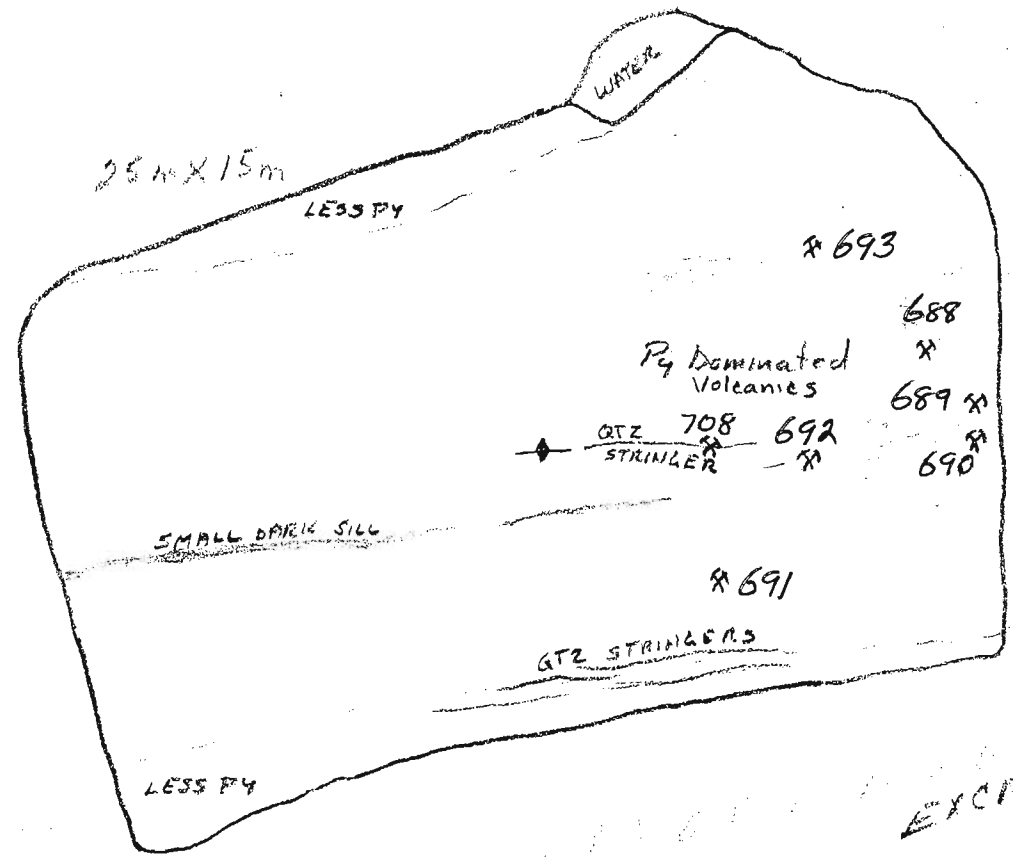 WATER
25m X 15m
LESS PY
693
688
Py Dominated
Volcanics
689
708
692
QTZ
STRINGER
690
SMALL DARK SILL
691
QTZ STRINGERS
LESS PY